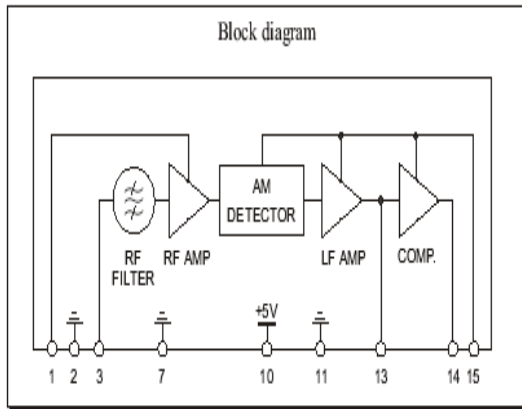 Block diagram
AM
DETECTOR
RF
FILTER
RF AMP
LF AMP
COMP.
+5V
1 2 3 7 10 11 13 14 15